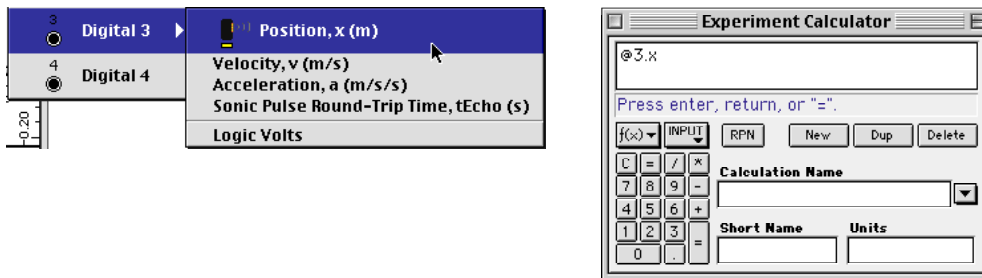 3
Digital 3
Position, x (m)
4
Digital 4
Velocity, v (m/s)
Acceleration, a (m/s/s)
Sonic Pulse Round-Trip Time, tEcho (s)
Logic Volts
0.20
-0.20
Experiment Calculator
@3.x
Press enter, return, or "=".
f(x) INPUT RPN New Dup Delete
C = / *
Calculation Name
7 8 9 -
4 5 6 +
Short Name Units
1 2 3 =
0 .